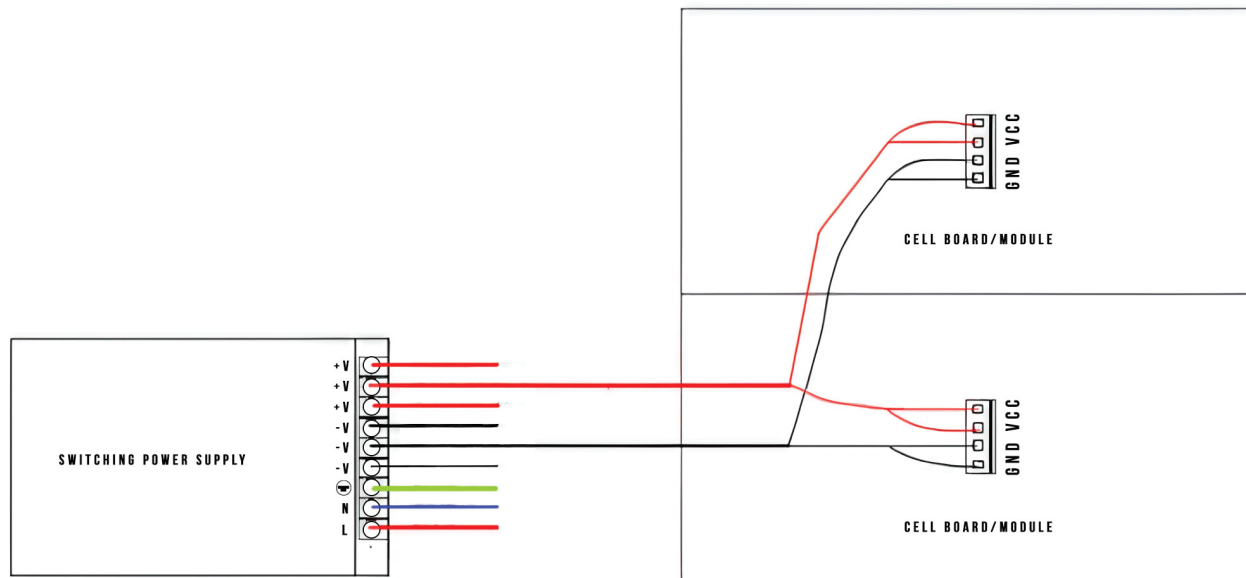 VCC
GND
CELL BOARD/MODULE
+V
+V
+V
-V
-V
-V
N
L
SWITCHING POWER SUPPLY
VCC
GND
CELL BOARD/MODULE